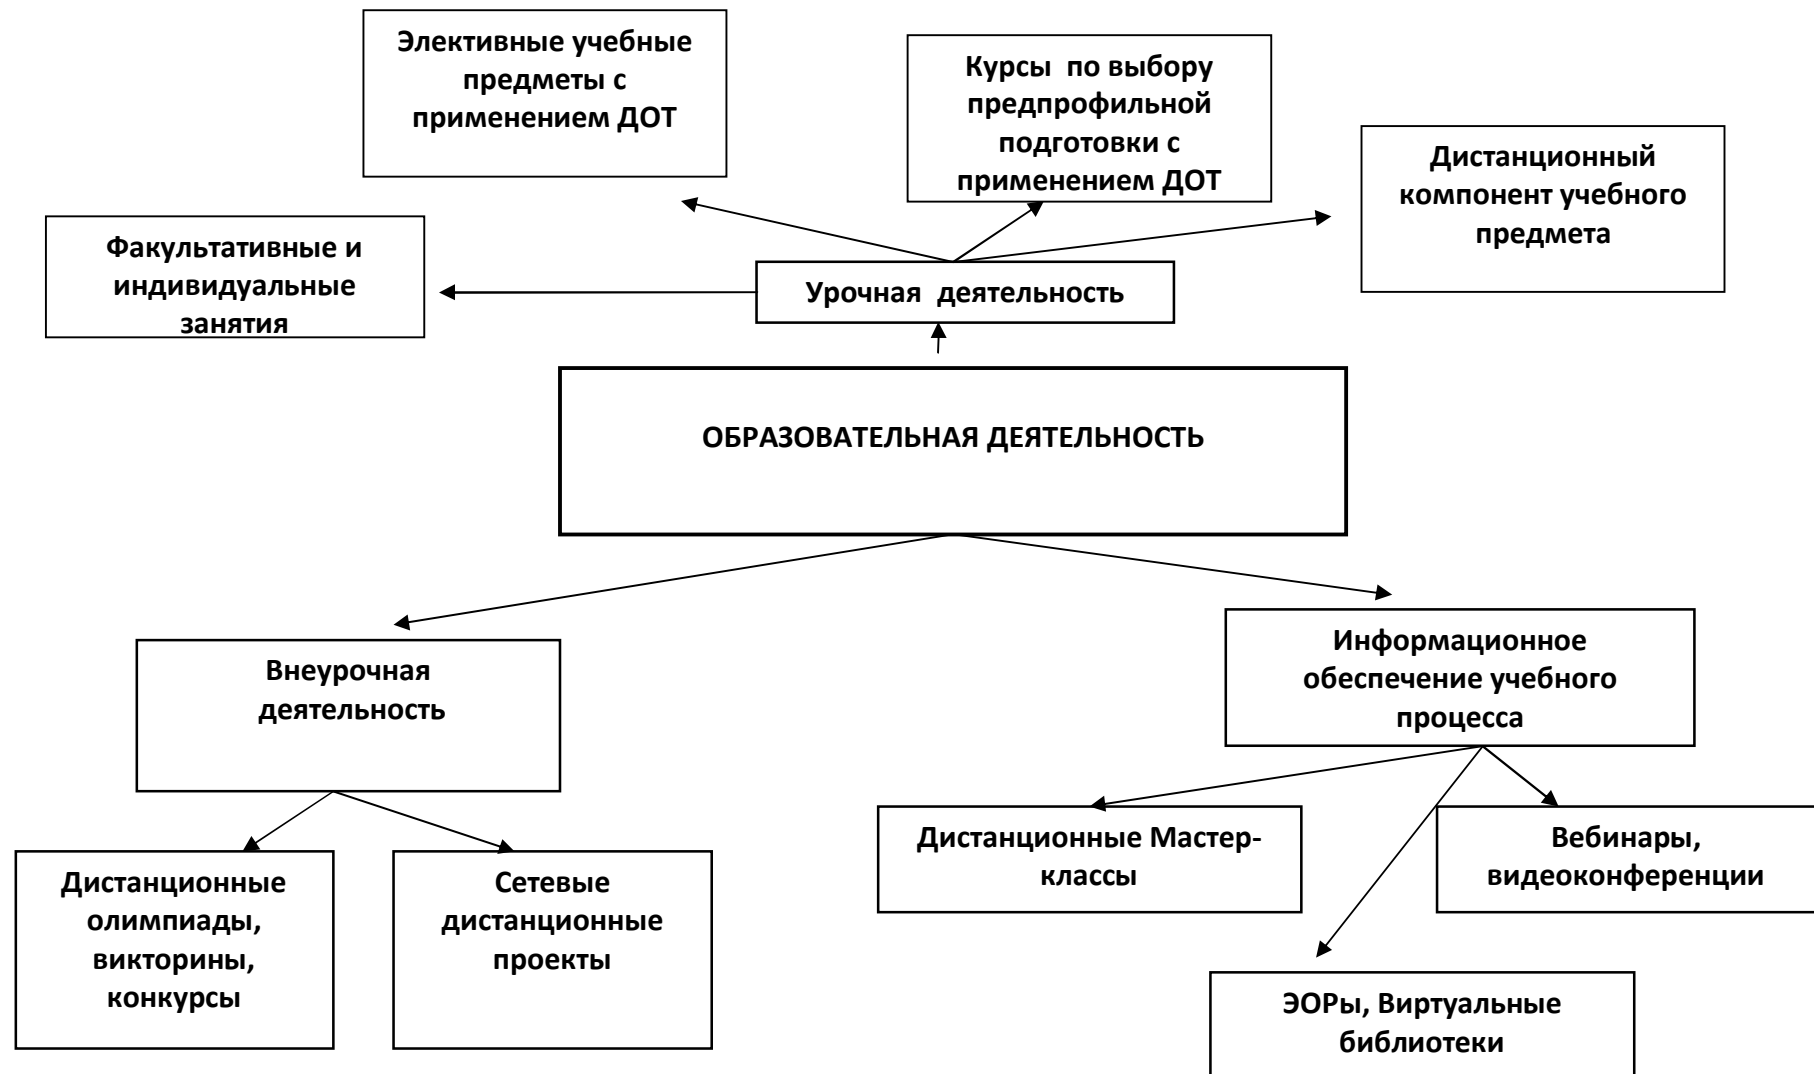 Элективные учебные
предметы с
применением ДОТ
Курсы по выбору
предпрофильной
подготовки с
применением ДОТ
Дистанционный
компонент учебного
предмета
Факультативные и
индивидуальные
занятия
Урочная деятельность
ОБРАЗОВАТЕЛЬНАЯ ДЕЯТЕЛЬНОСТЬ
Внеурочная
деятельность
Информационное
обеспечение учебного
процесса
Дистанционные
олимпиады,
викторины,
конкурсы
Сетевые
дистанционные
проекты
Дистанционные Мастер-
классы
Вебинары,
видеоконференции
ЭОРы, Виртуальные
библиотеки